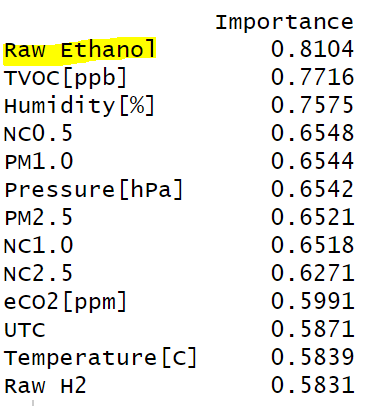 Importance
Raw Ethanol 0.8104
TVOC[ppb] 0.7716
Humidity[%] 0.7575
NC0.5 0.6548
PM1.0 0.6544
Pressure[hPa] 0.6542
PM2.5 0.6521
NC1.0 0.6518
NC2.5 0.6271
eCO2[ppm] 0.5991
UTC 0.5871
Temperature[C] 0.5839
Raw H2 0.5831